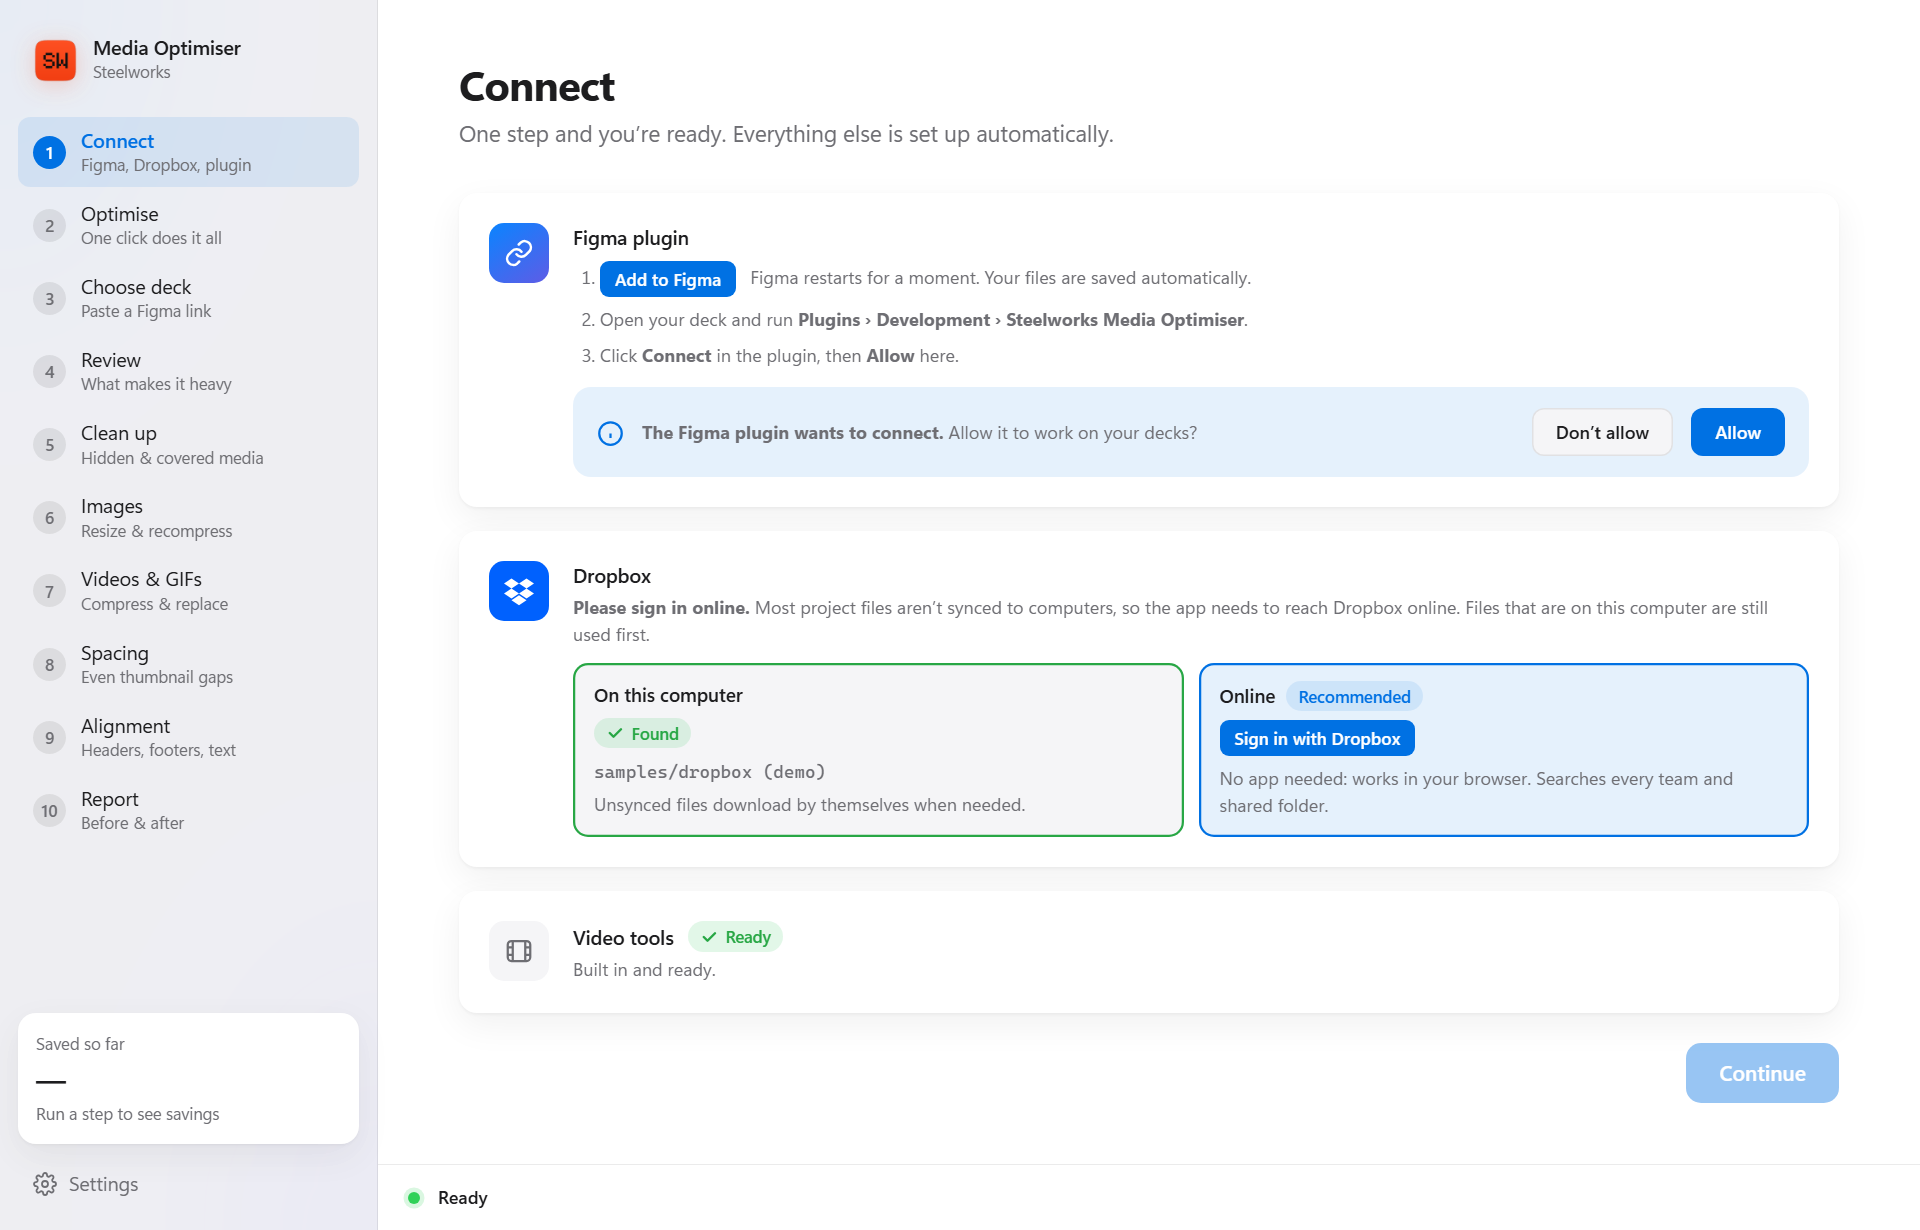 SW
Media Optimiser
Steelworks
1
Connect
Figma, Dropbox, plugin
2
Optimise
One click does it all
3
Choose deck
Paste a Figma link
4
Review
What makes it heavy
5
Clean up
Hidden & covered media
6
Images
Resize & recompress
7
Videos & GIFs
Compress & replace
8
Spacing
Even thumbnail gaps
9
Alignment
Headers, footers, text
10
Report
Before & after
Saved so far
—
Run a step to see savings
Settings
Connect
One step and you’re ready. Everything else is set up automatically.
Figma plugin
1. Add to Figma Figma restarts for a moment. Your files are saved automatically.
2. Open your deck and run Plugins › Development › Steelworks Media Optimiser.
3. Click Connect in the plugin, then Allow here.
The Figma plugin wants to connect. Allow it to work on your decks?
Don’t allow
Allow
Dropbox
Please sign in online. Most project files aren’t synced to computers, so the app needs to reach Dropbox online. Files that are on this computer are still
used first.
On this computer
Found
samples/dropbox (demo)
Unsynced files download by themselves when needed.
Online Recommended
Sign in with Dropbox
No app needed: works in your browser. Searches every team and
shared folder.
Video tools Ready
Built in and ready.
Continue
Ready